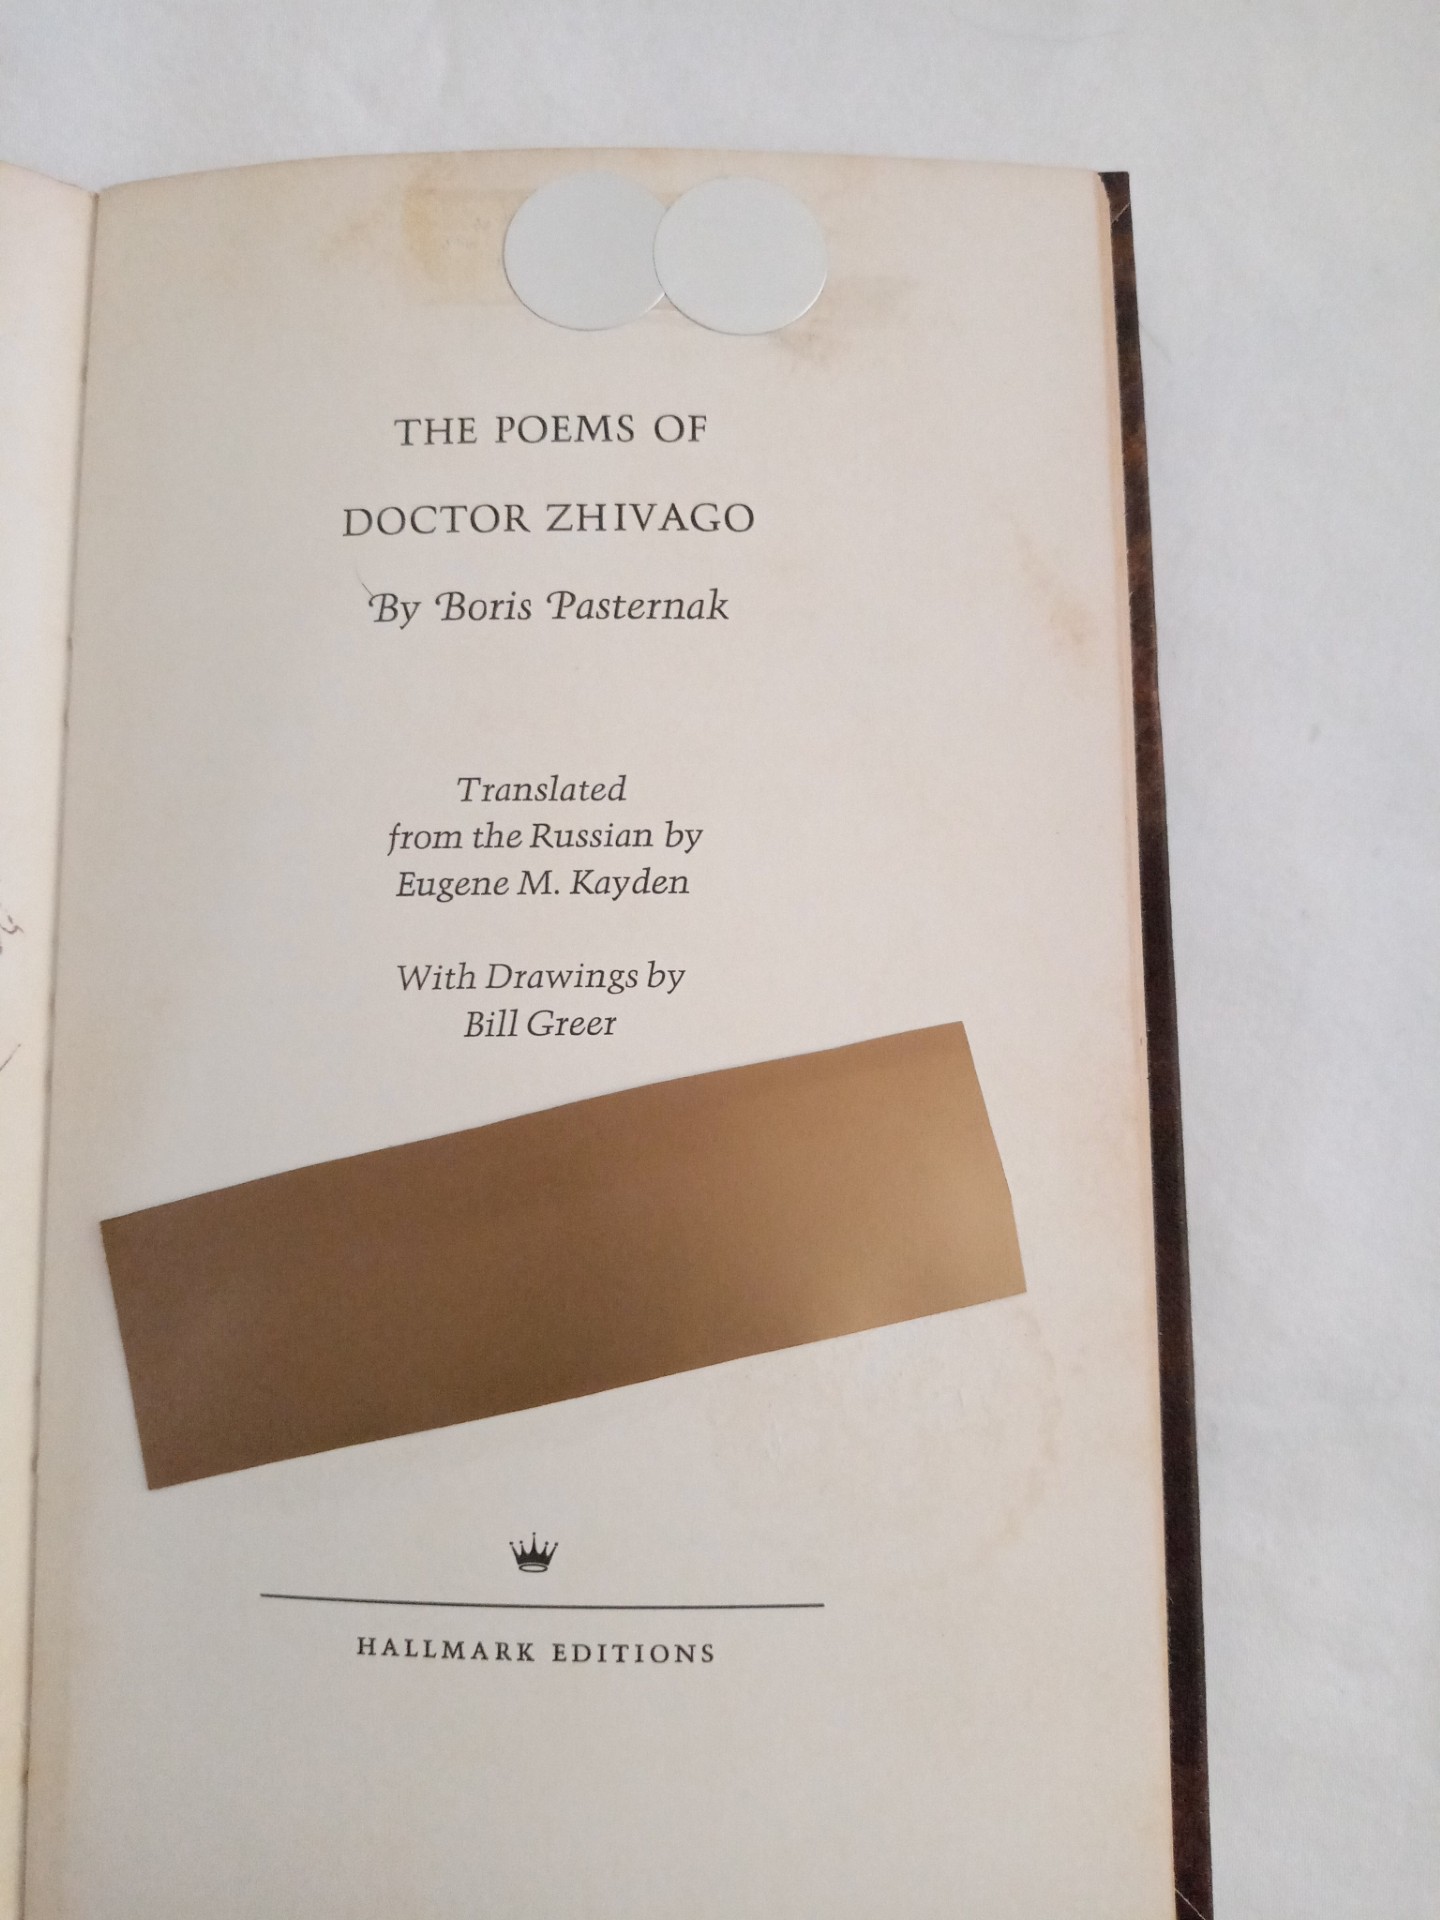 THE POEMS OF
DOCTOR ZHIVAGO
By Boris Pasternak
Translated
from the Russian by
Eugene M. Kayden
With Drawings by
Bill Greer
HALLMARK EDITIONS